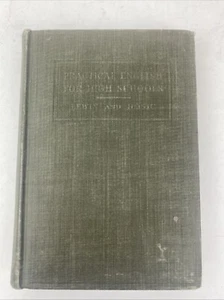 PRACTICAL ENGLISH
FOR HIGH SCHOOLS
LEWIS AND HOSIC